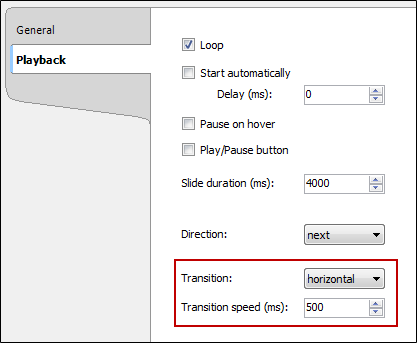 General
Playback
Loop
Start automatically
Delay (ms): 0
Pause on hover
Play/Pause button
Slide duration (ms): 4000
Direction: next
Transition: horizontal
Transition speed (ms): 500